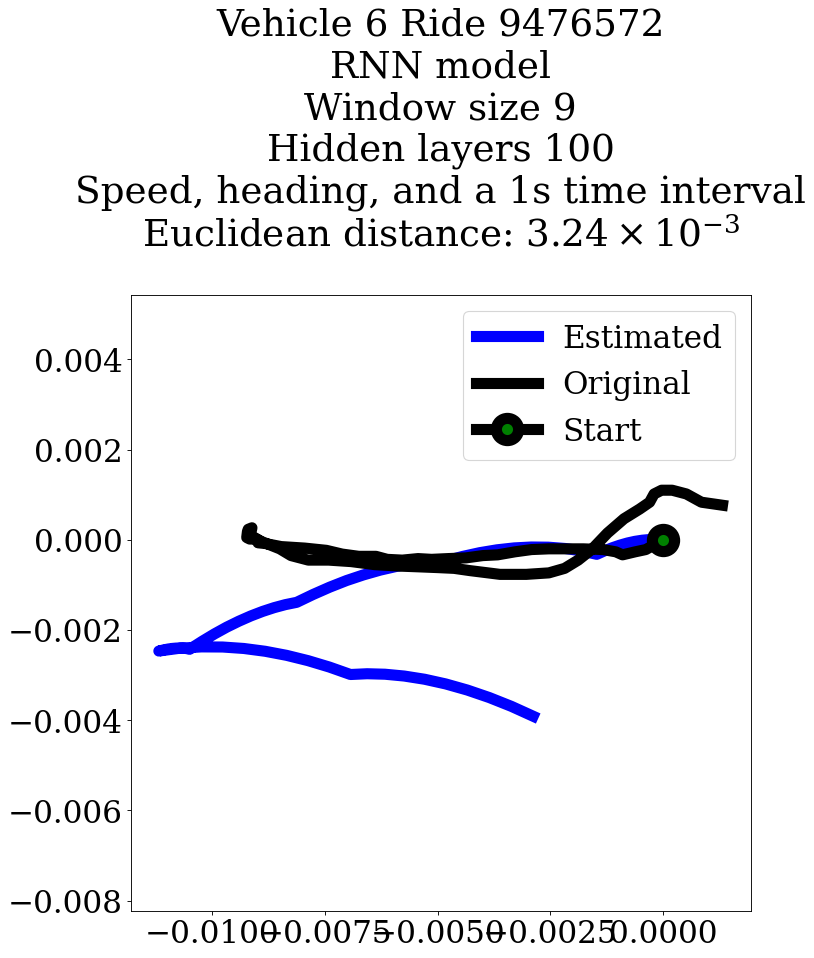 Vehicle 6 Ride 9476572
RNN model
Window size 9
Hidden layers 100
Speed, heading, and a 1s time interval
Euclidean distance: 3.24 × 10⁻³
Estimated
Original
Start
0.004
0.002
0.000
−0.002
−0.004
−0.006
−0.008
−0.0100 −0.0075 −0.0050 −0.0025 0.0000